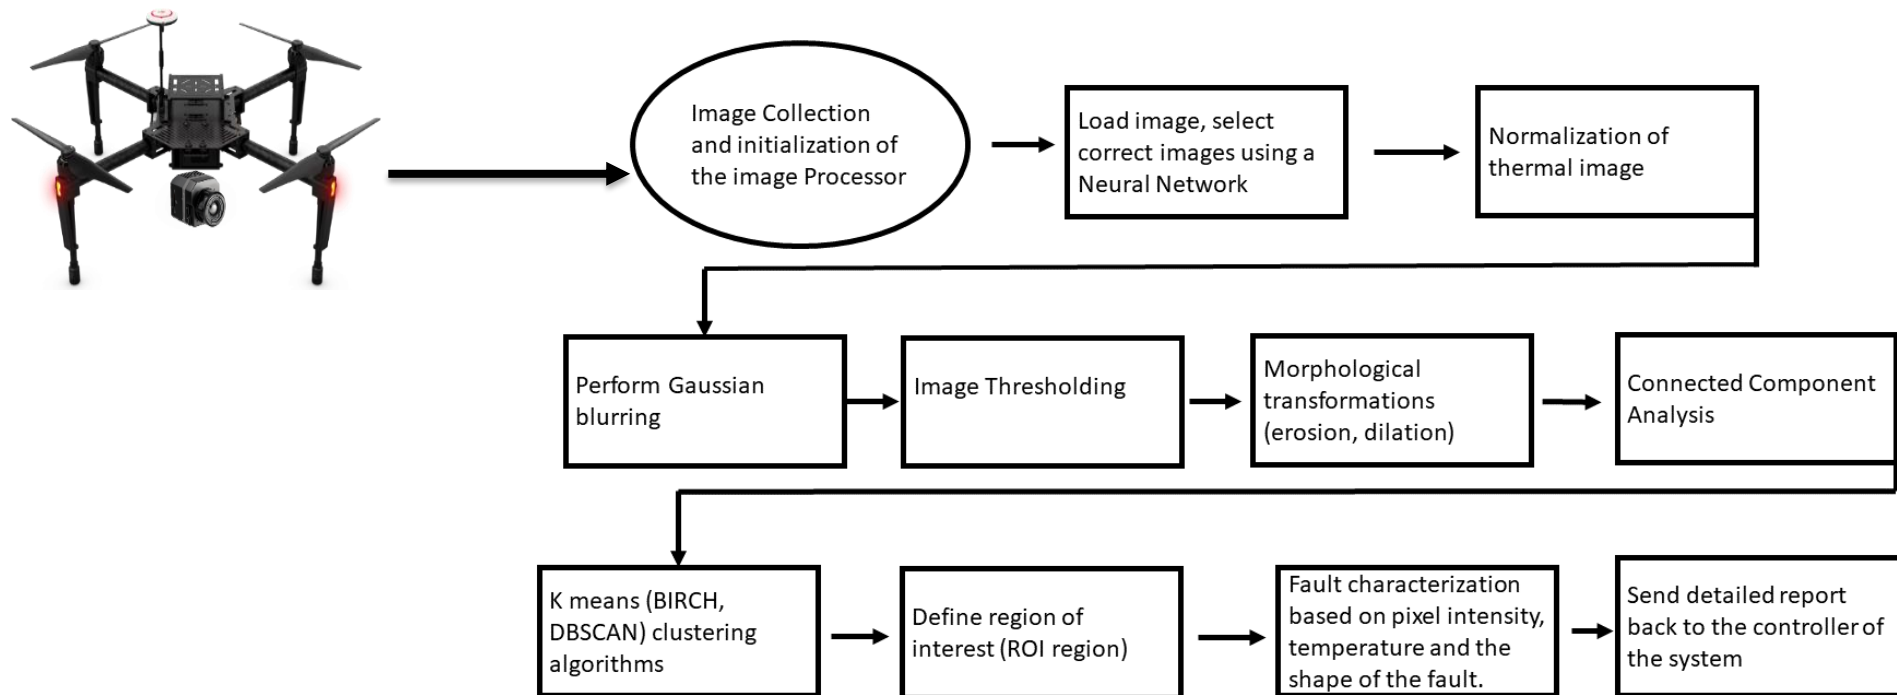 Image Collection
and initialization of
the image Processor
Load image, select
correct images using a
Neural Network
Normalization of
thermal image
Perform Gaussian
blurring
Image Thresholding
Morphological
transformations
(erosion, dilation)
Connected Component
Analysis
K means (BIRCH,
DBSCAN) clustering
algorithms
Define region of
interest (ROI region)
Fault characterization
based on pixel intensity,
temperature and the
shape of the fault.
Send detailed report
back to the controller of
the system